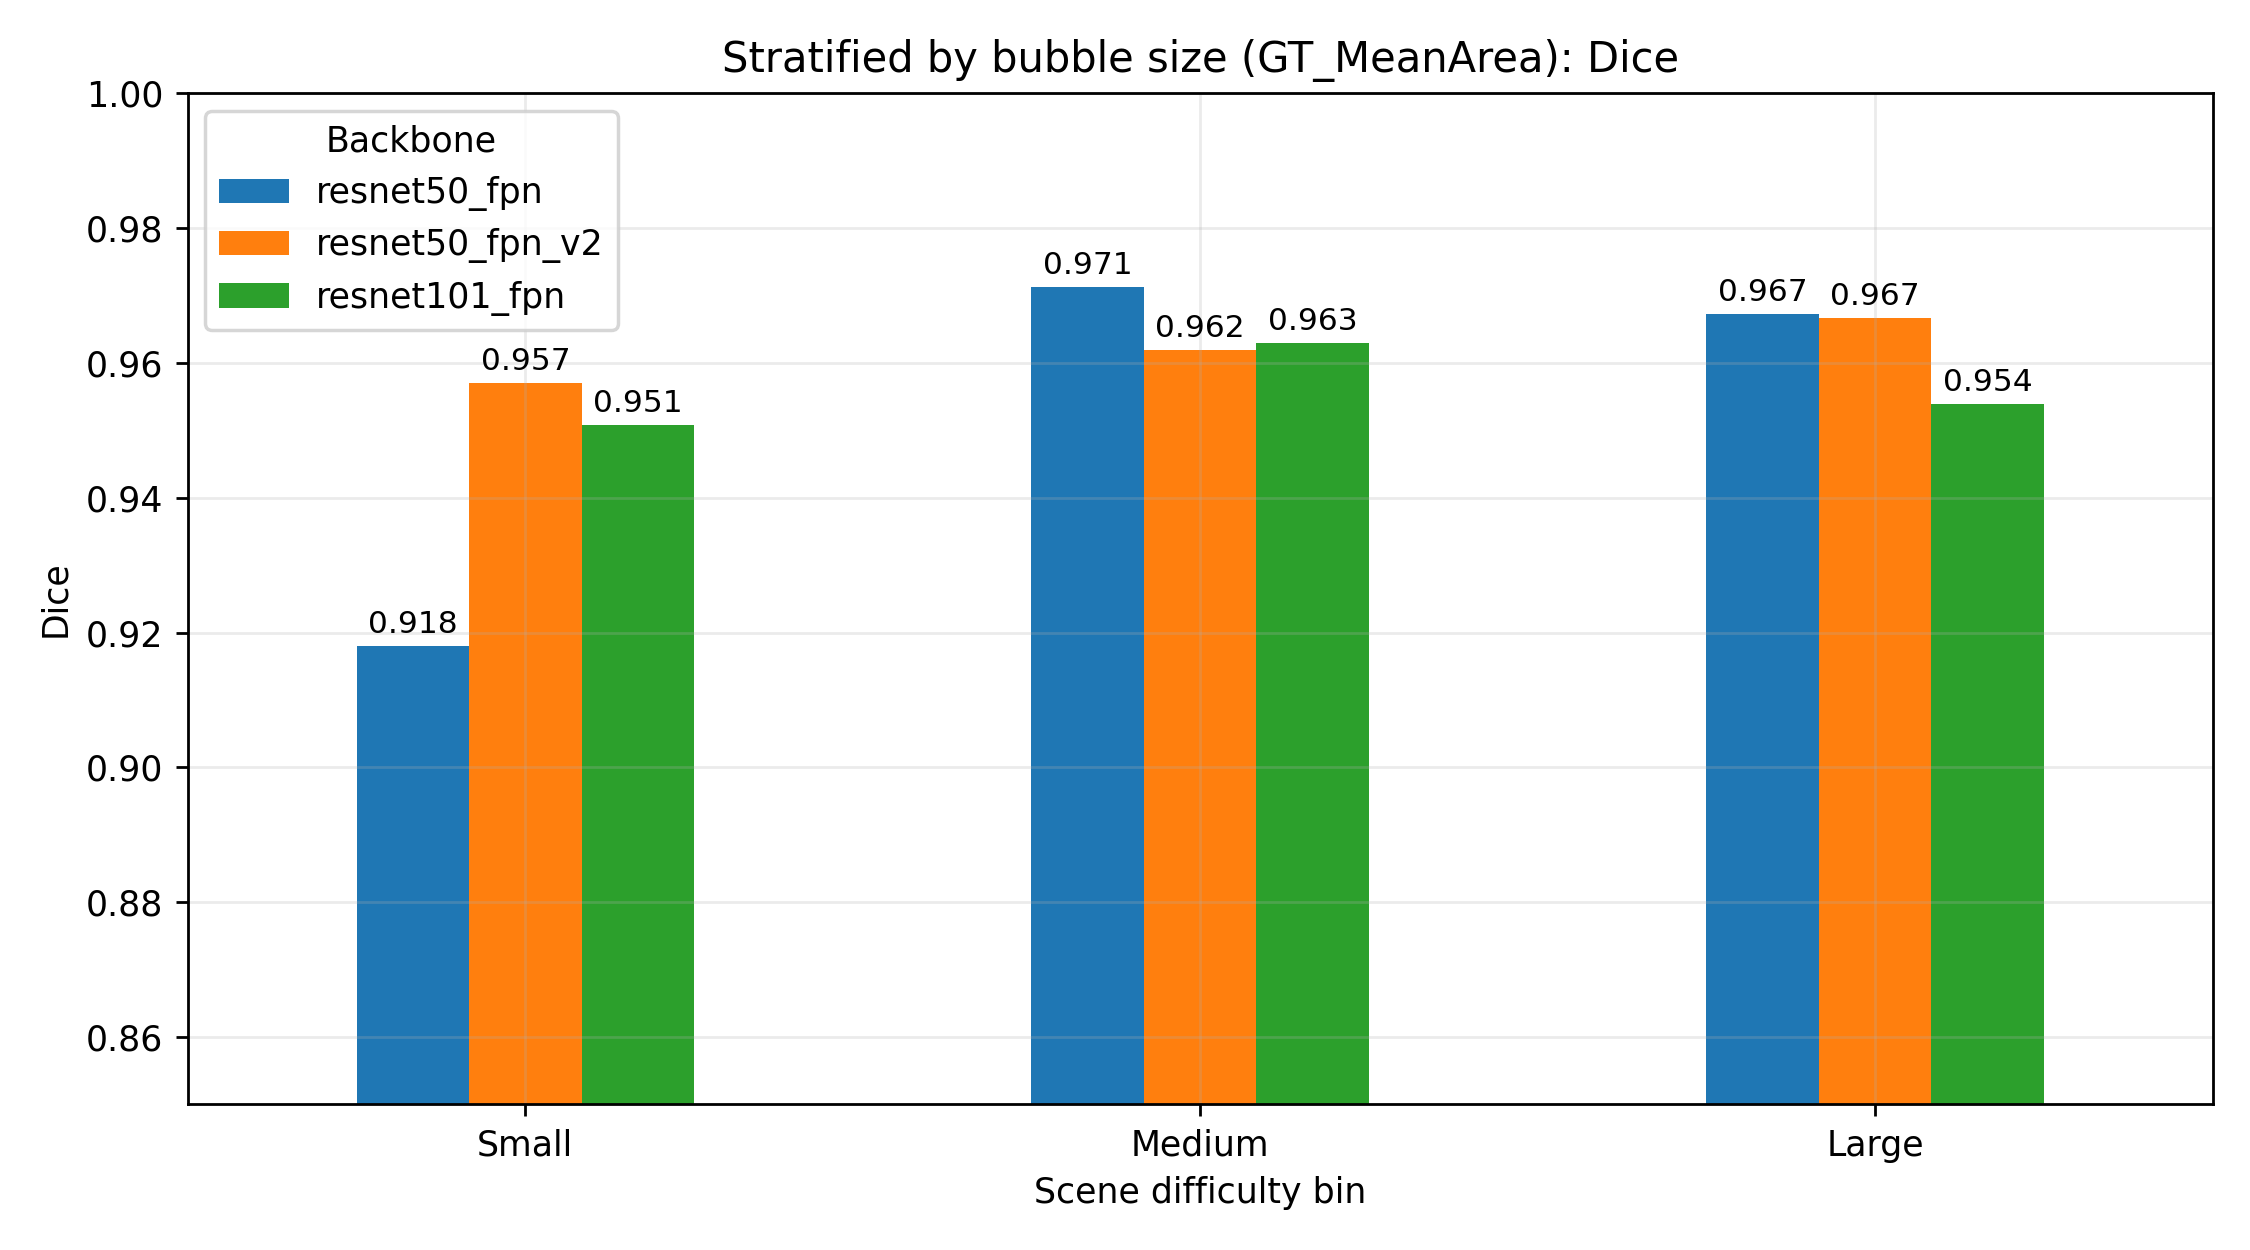 Stratified by bubble size (GT_MeanArea): Dice
Backbone
resnet50_fpn
resnet50_fpn_v2
resnet101_fpn
Dice
1.00
0.98
0.96
0.94
0.92
0.90
0.88
0.86
0.918
0.957
0.951
0.971
0.962
0.963
0.967
0.967
0.954
Small
Medium
Large
Scene difficulty bin